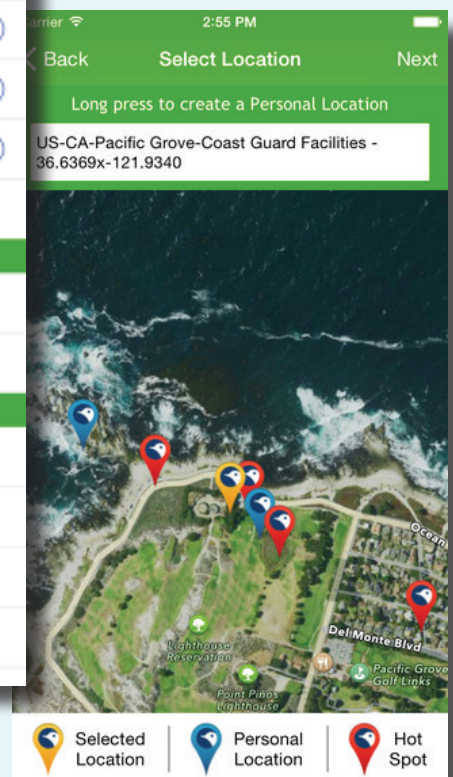 2:55 PM
Back Select Location Next
Long press to create a Personal Location
US-CA-Pacific Grove-Coast Guard Facilities -
36.6369x-121.9340
Ocean
Del Monte Blvd
Lighthouse
Reservation
Pacific Grove
Golf Links
Point Pinos
Lighthouse
Selected
Location
Personal
Location
Hot
Spot